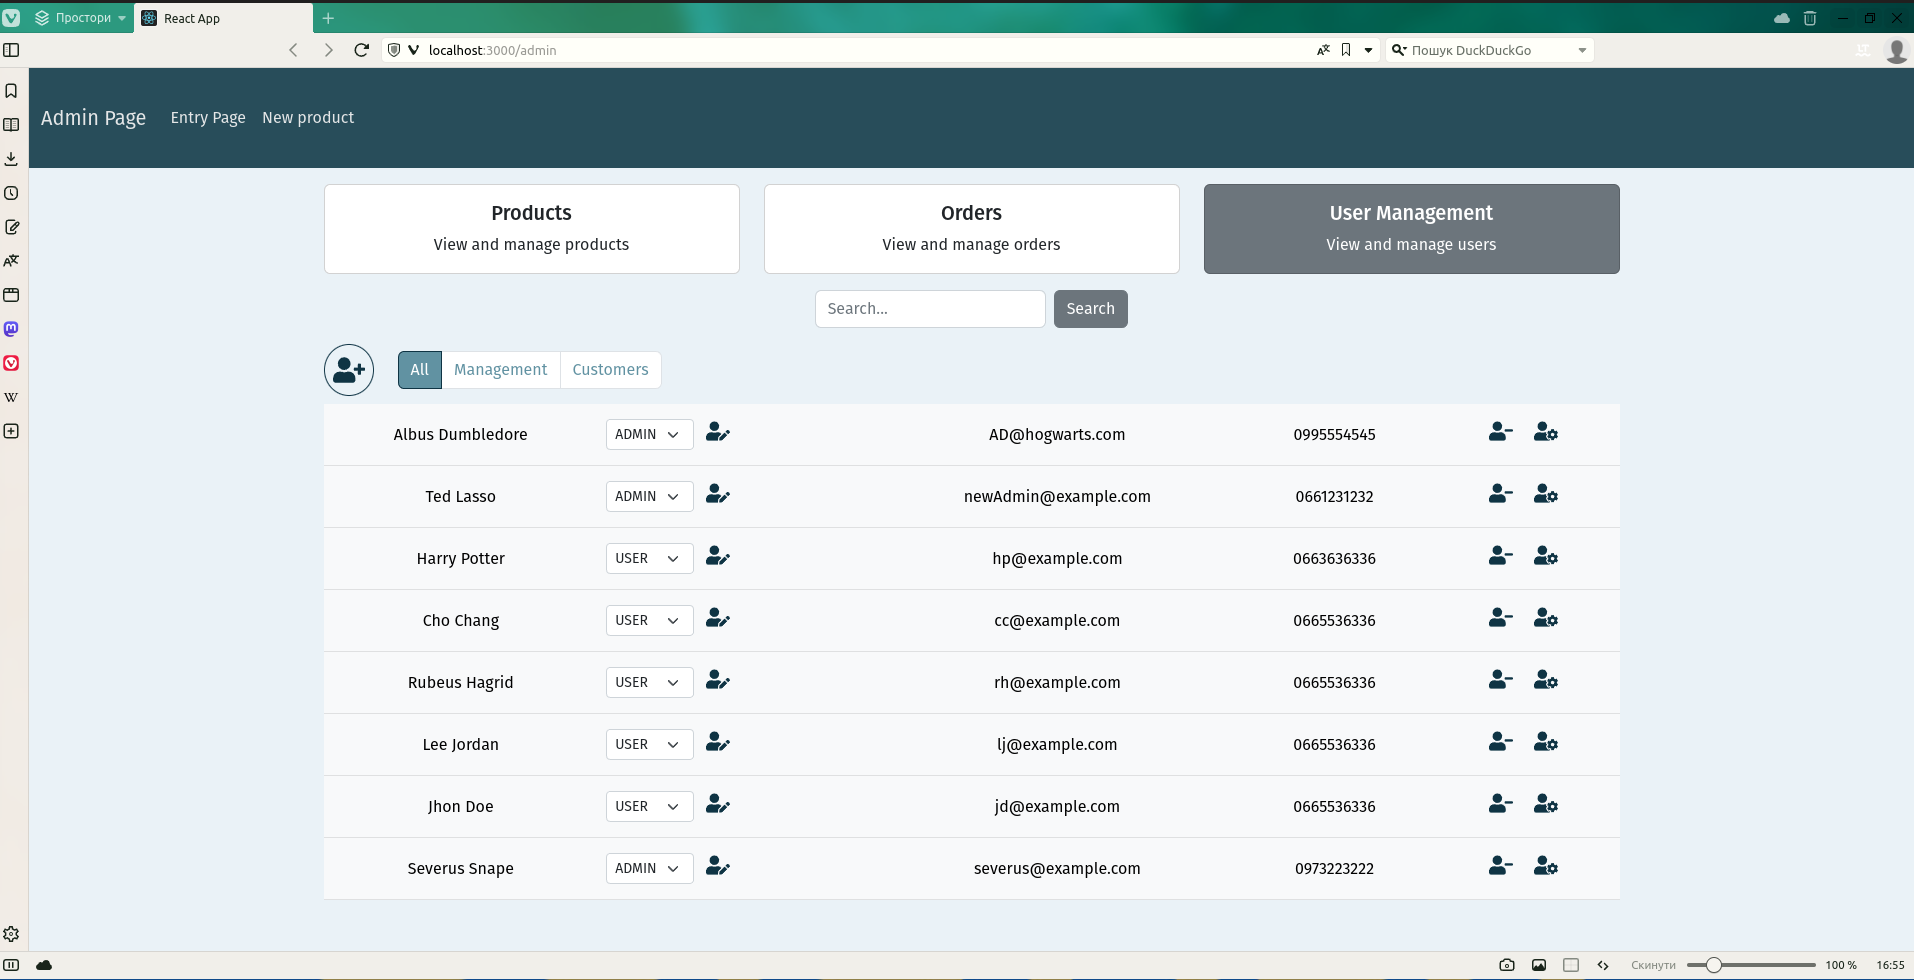 Простори
React App
localhost:3000/admin
Пошук DuckDuckGo
Admin Page Entry Page New product
Products
View and manage products
Orders
View and manage orders
User Management
View and manage users
Search...
Search
All Management Customers
Albus Dumbledore ADMIN AD@hogwarts.com 0995554545
Ted Lasso ADMIN newAdmin@example.com 0661231232
Harry Potter USER hp@example.com 0663636336
Cho Chang USER cc@example.com 0665536336
Rubeus Hagrid USER rh@example.com 0665536336
Lee Jordan USER lj@example.com 0665536336
Jhon Doe USER jd@example.com 0665536336
Severus Snape ADMIN severus@example.com 0973223222
Скинути 100 % 16:55